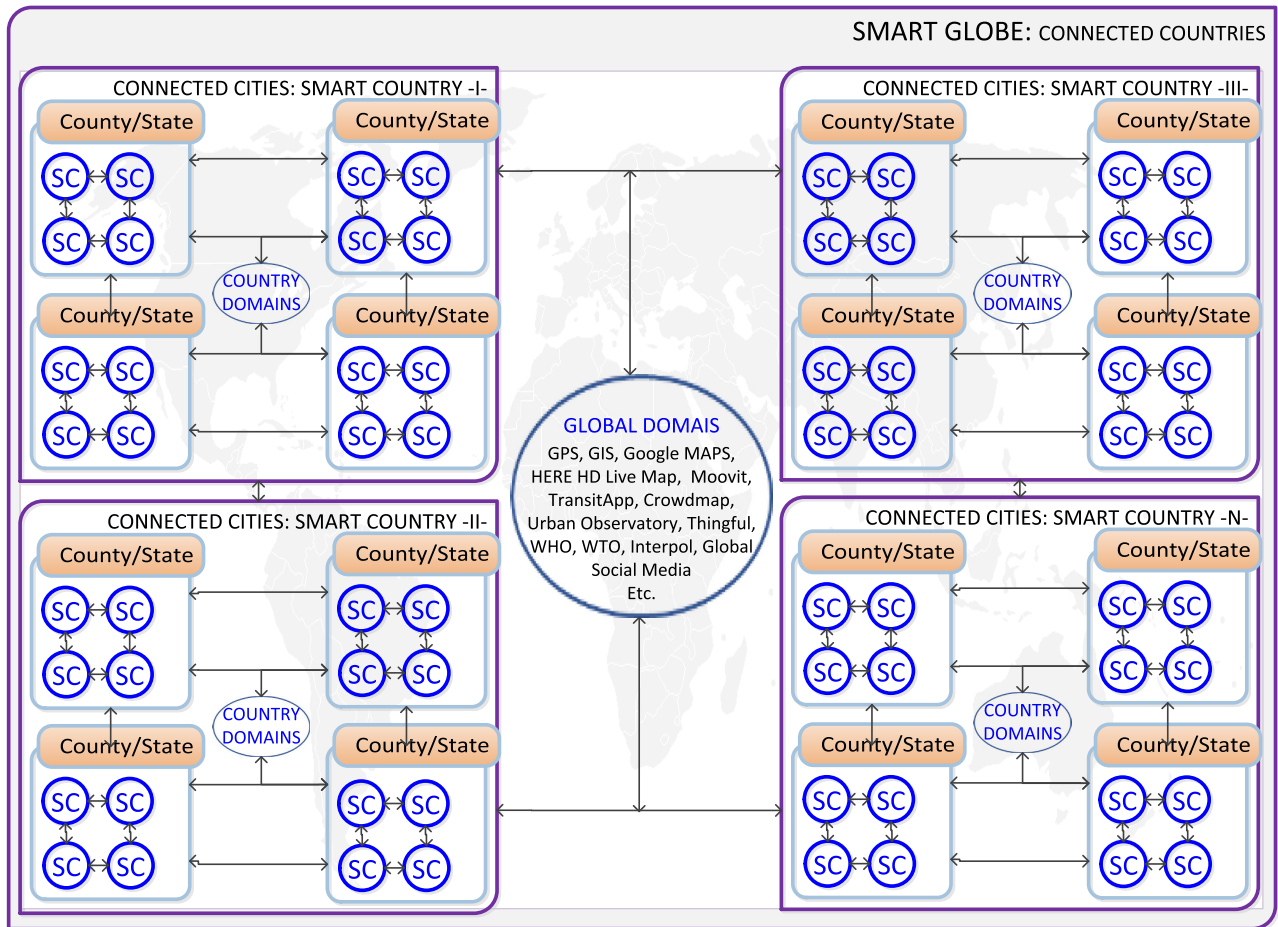 SMART GLOBE: CONNECTED COUNTRIES
CONNECTED CITIES: SMART COUNTRY -I-
County/State
County/State
SC SC
SC SC
SC SC
SC SC
COUNTRY
DOMAINS
County/State
County/State
SC SC
SC SC
SC SC
SC SC
CONNECTED CITIES: SMART COUNTRY -III-
County/State
County/State
SC SC
SC SC
SC SC
SC SC
COUNTRY
DOMAINS
County/State
County/State
SC SC
SC SC
SC SC
SC SC
GLOBAL DOMAIS
GPS, GIS, Google MAPS,
HERE HD Live Map, Moovit,
TransitApp, Crowdmap,
Urban Observatory, Thingful,
WHO, WTO, Interpol, Global
Social Media
Etc.
CONNECTED CITIES: SMART COUNTRY -II-
County/State
County/State
SC SC
SC SC
SC SC
SC SC
COUNTRY
DOMAINS
County/State
County/State
SC SC
SC SC
SC SC
SC SC
CONNECTED CITIES: SMART COUNTRY -N-
County/State
County/State
SC SC
SC SC
SC SC
SC SC
COUNTRY
DOMAINS
County/State
County/State
SC SC
SC SC
SC SC
SC SC